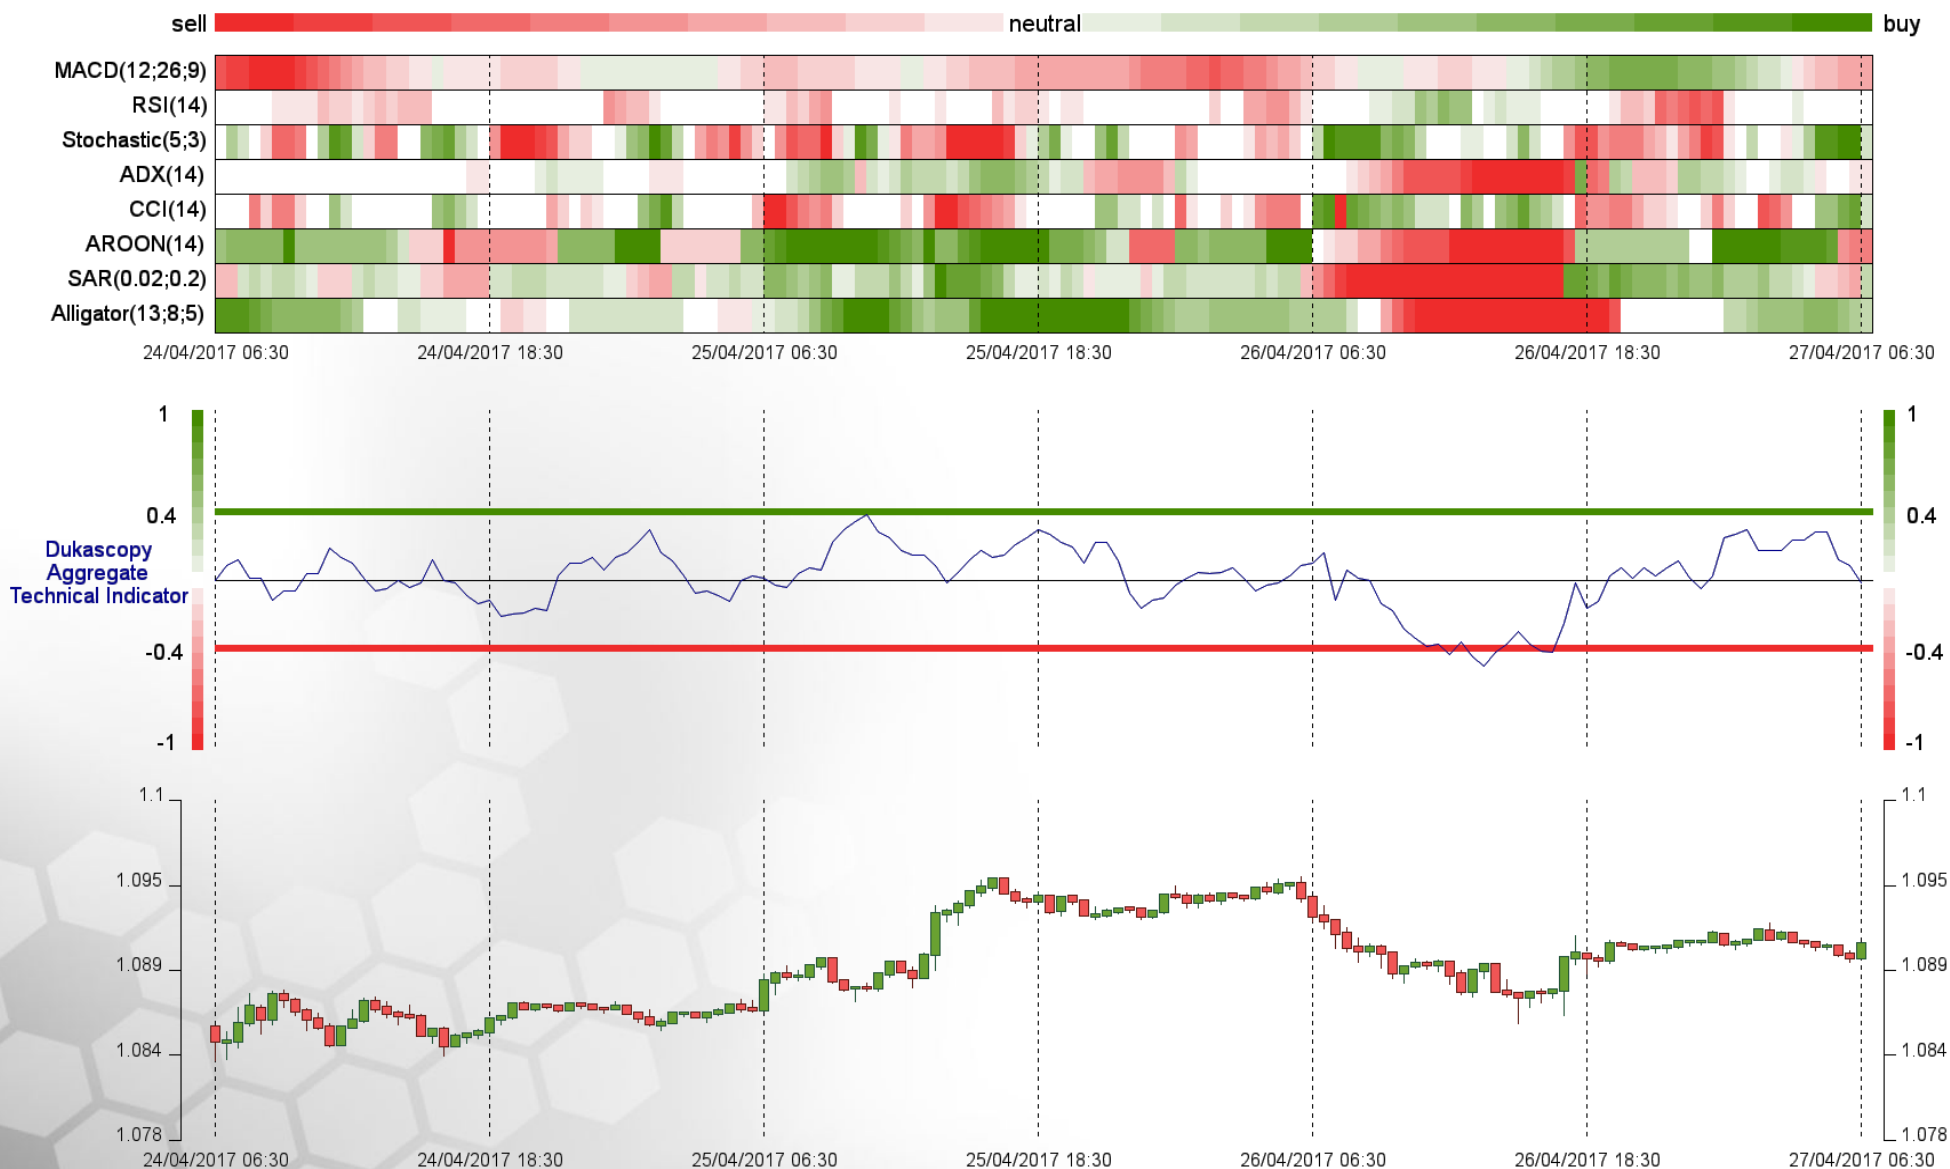 sell neutral buy
MACD(12;26;9)
RSI(14)
Stochastic(5;3)
ADX(14)
CCI(14)
AROON(14)
SAR(0.02;0.2)
Alligator(13;8;5)
24/04/2017 06:30 24/04/2017 18:30 25/04/2017 06:30 25/04/2017 18:30 26/04/2017 06:30 26/04/2017 18:30 27/04/2017 06:30
1 1
0.4 0.4
Dukascopy
Aggregate
Technical Indicator
-0.4 -0.4
-1 -1
1.1 1.1
1.095 1.095
1.089 1.089
1.084 1.084
1.078 1.078
24/04/2017 06:30 24/04/2017 18:30 25/04/2017 06:30 25/04/2017 18:30 26/04/2017 06:30 26/04/2017 18:30 27/04/2017 06:30